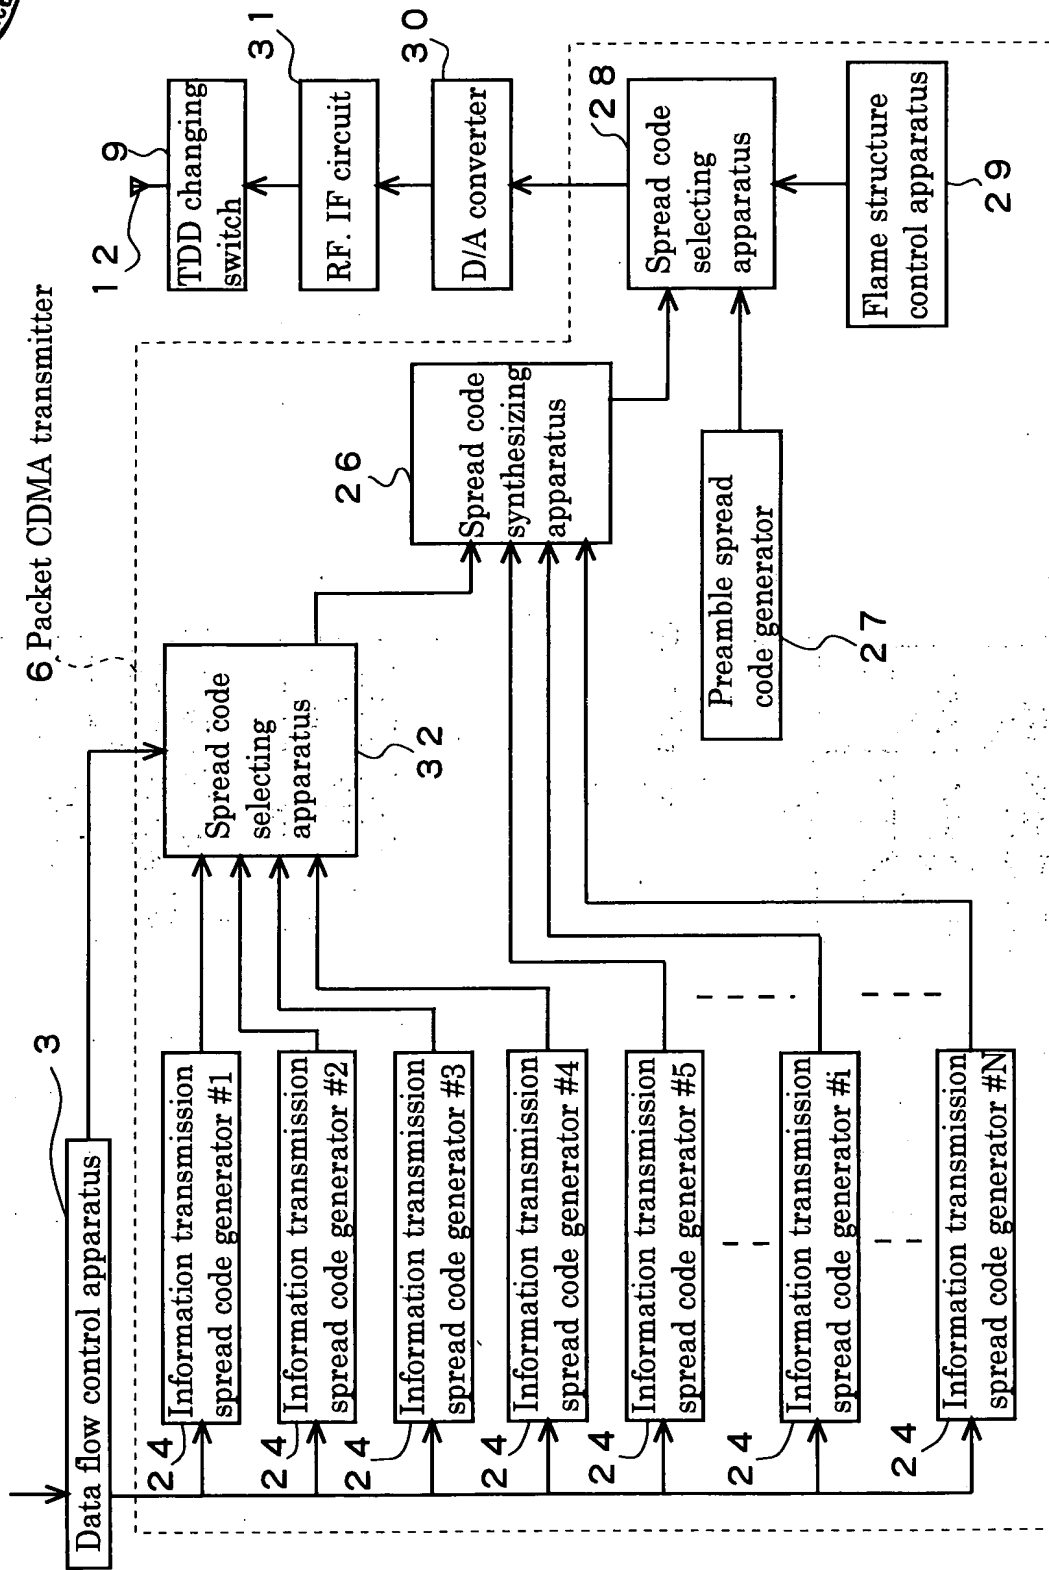 6 Packet CDMA transmitter
3
Data flow control apparatus
24
Information transmission
spread code generator #1
24
Information transmission
spread code generator #2
24
Information transmission
spread code generator #3
24
Information transmission
spread code generator #4
24
Information transmission
spread code generator #5
24
Information transmission
spread code generator #i
24
Information transmission
spread code generator #N
Spread code
selecting
apparatus
32
26
Spread code
synthesizing
apparatus
Preamble spread
code generator
27
12
9
TDD changing
switch
31
RF. IF circuit
30
D/A converter
28
Spread code
selecting
apparatus
Flame structure
control apparatus
29